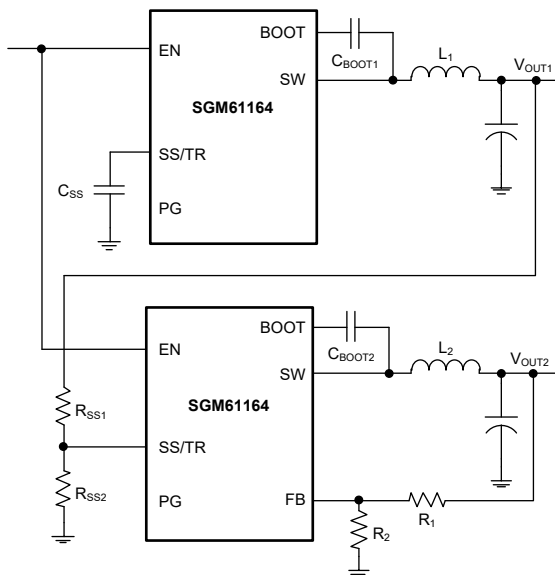 BOOT
EN
C_BOOT1
L_1
V_OUT1
SW
SGM61164
SS/TR
C_SS
PG
BOOT
EN
C_BOOT2
L_2
V_OUT2
SW
SGM61164
R_SS1
SS/TR
R_SS2
PG
FB
R_1
R_2